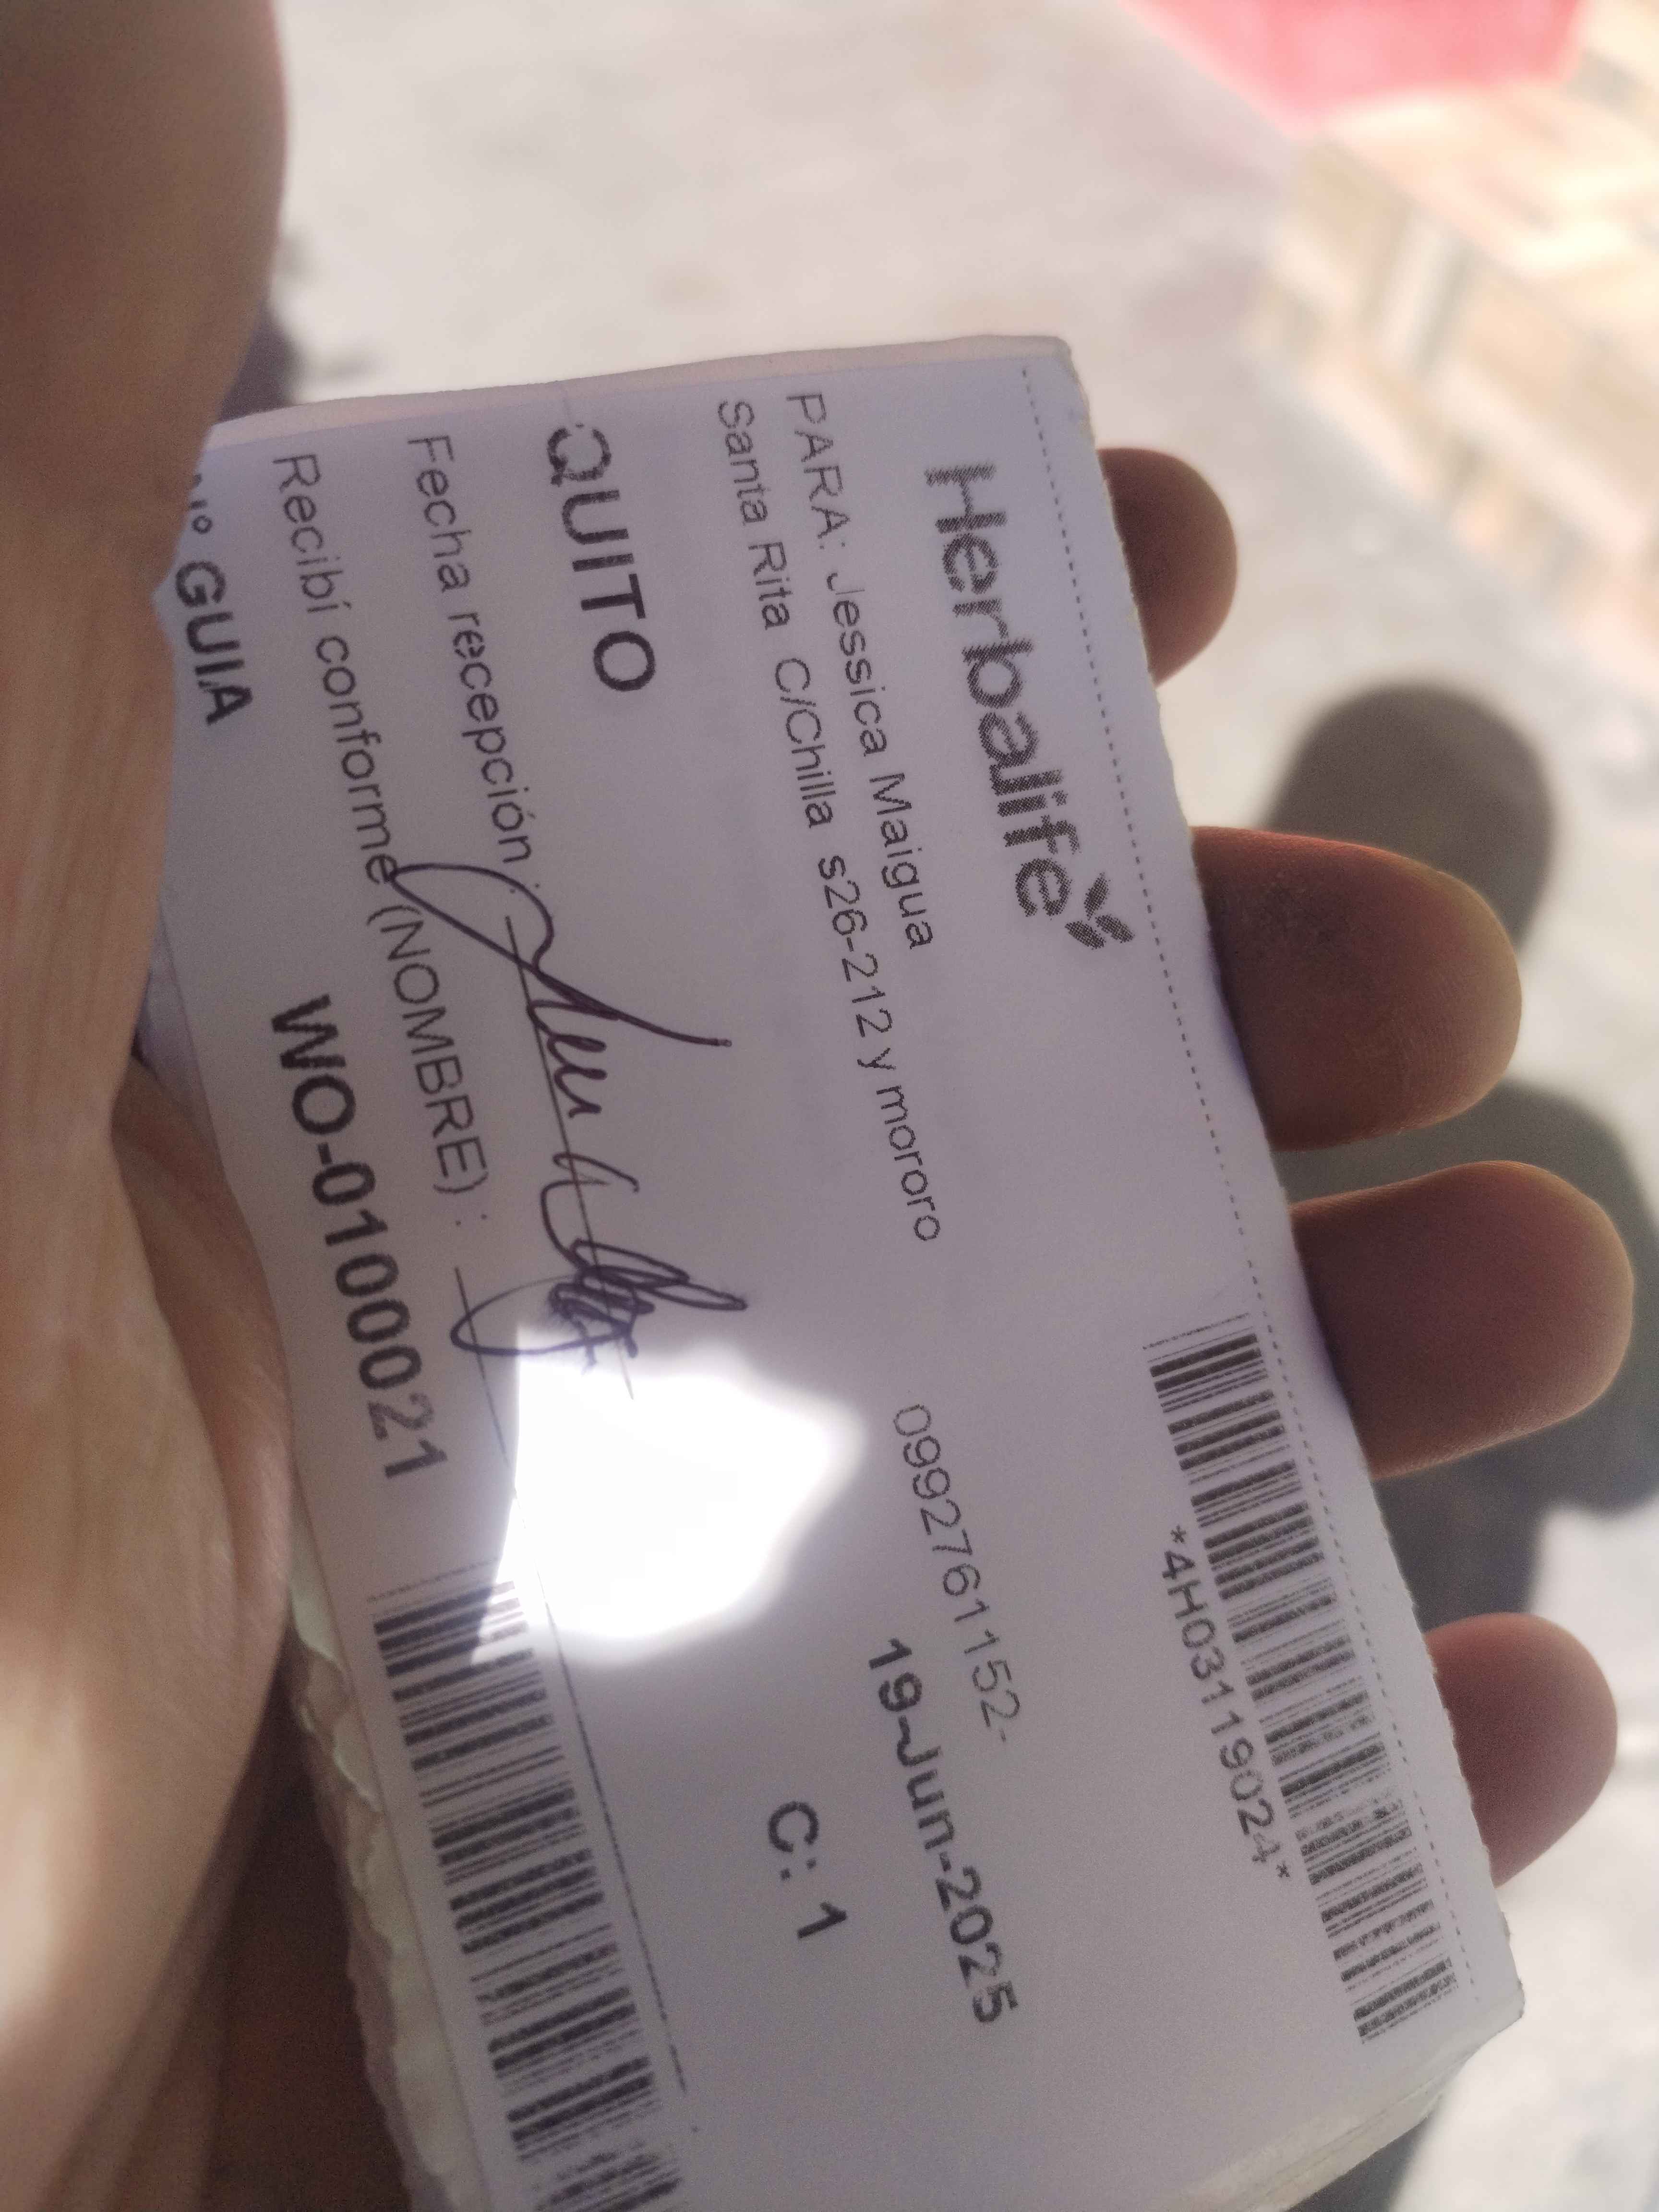 Herbalife
*4H03119024*
PARA: Jessica Maigua 0992761152-
Santa Rita C/Chilla s26-212 y mororo
19-Jun-2025
QUITO C: 1
Fecha recepción :
Recibí conforme (NOMBRE) :
N° GUIA WO-0100021